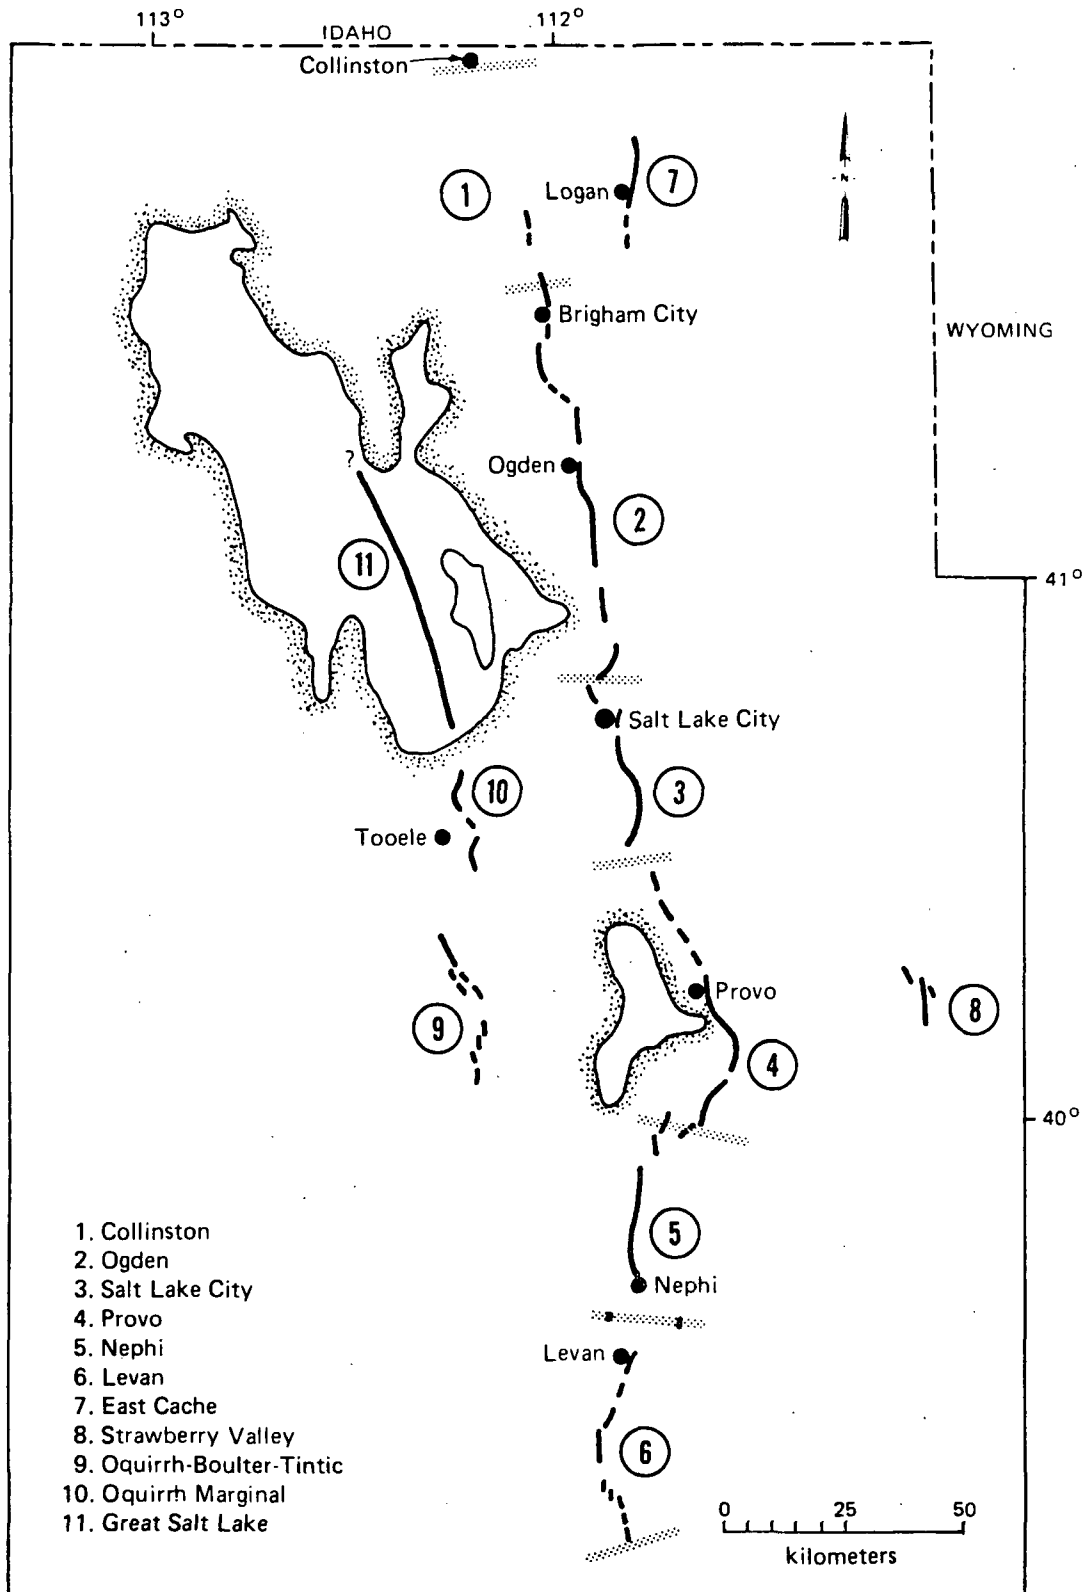 113°
112°
IDAHO
Collinston
N
1
Logan
7
Brigham City
WYOMING
?
Ogden
2
11
41°
Salt Lake City
10
3
Tooele
Provo
9
8
4
40°
5
Nephi
Levan
6
1. Collinston
2. Ogden
3. Salt Lake City
4. Provo
5. Nephi
6. Levan
7. East Cache
8. Strawberry Valley
9. Oquirrh-Boulter-Tintic
10. Oquirrh Marginal
11. Great Salt Lake
0 25 50
kilometers